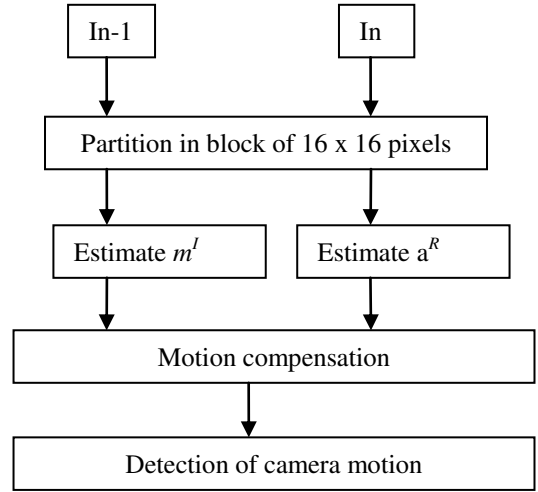 In-1
In
Partition in block of 16 x 16 pixels
Estimate m^I
Estimate a^R
Motion compensation
Detection of camera motion